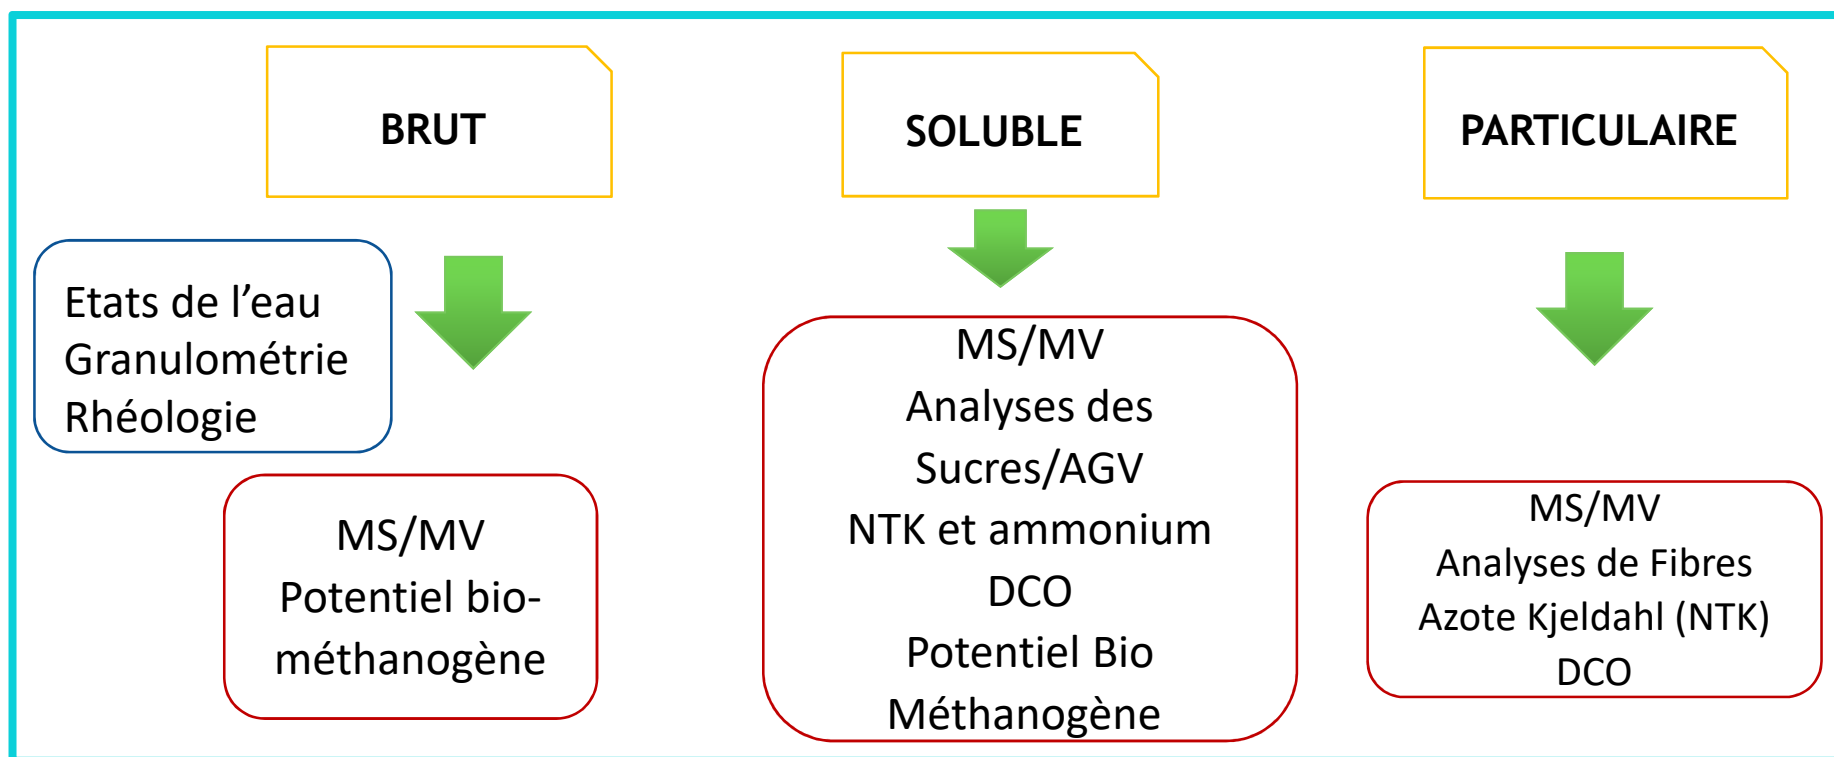 BRUT
SOLUBLE
PARTICULAIRE
Etats de l’eau
Granulométrie
Rhéologie
MS/MV
Potentiel bio-
méthanogène
MS/MV
Analyses des
Sucres/AGV
NTK et ammonium
DCO
Potentiel Bio
Méthanogène
MS/MV
Analyses de Fibres
Azote Kjeldahl (NTK)
DCO